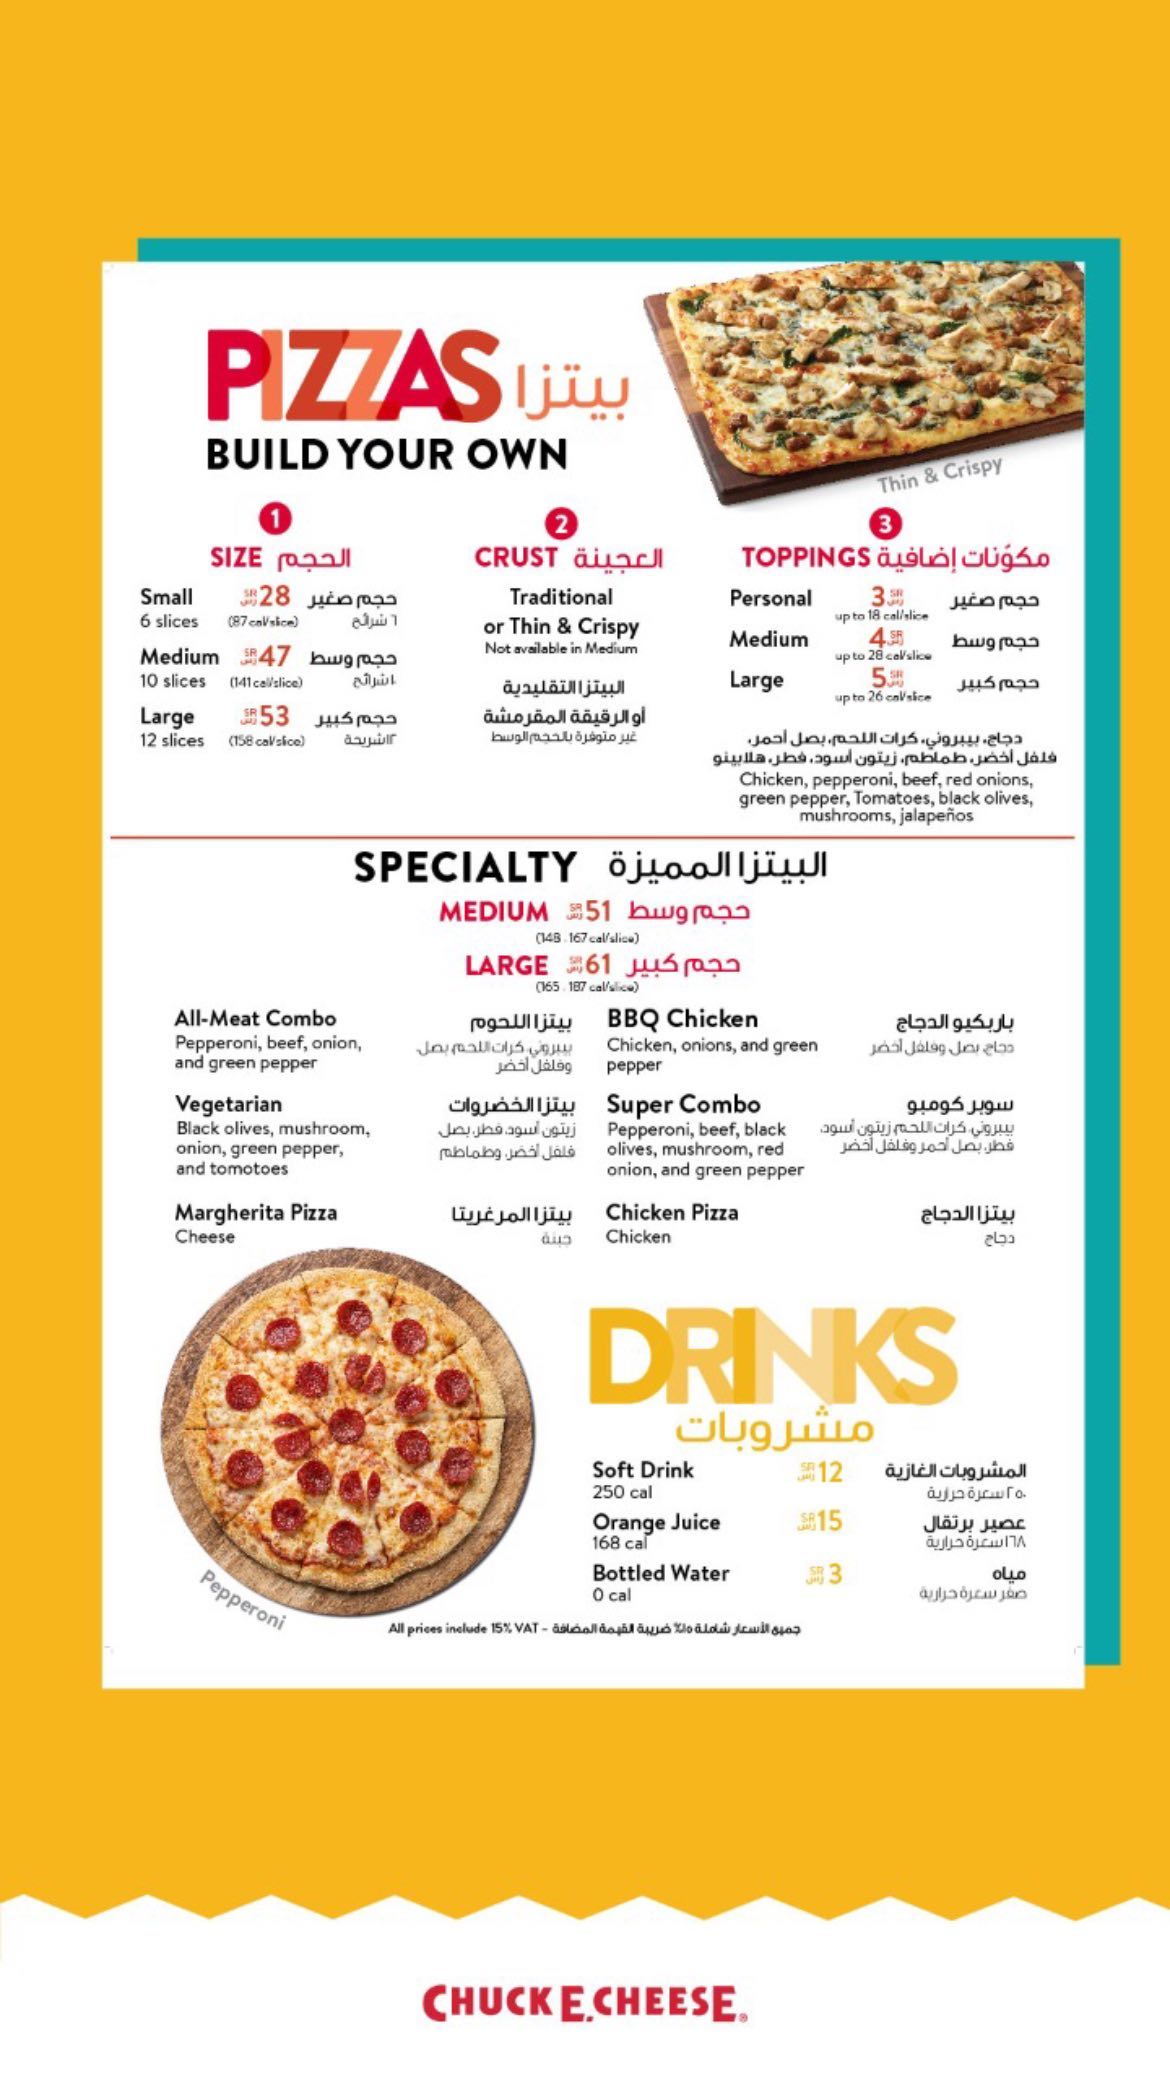 PIZZAS بيتزا
BUILD YOUR OWN
Thin & Crispy
1
SIZE الحجم
Small SR ر.س 28 حجم صغير
6 slices (87 cal/slice) ٦ شرائح
Medium SR ر.س 47 حجم وسط
10 slices (141 cal/slice)
Large SR ر.س 53 حجم كبير
12 slices (158 cal/slice) ١٢شريحة
2
CRUST العجينة
Traditional
or Thin & Crispy
Not available in Medium
البيتزا التقليدية
أو الرقيقة المقرمشة
غير متوفرة بالحجم الوسط
3
TOPPINGS مكوّنات إضافية
Personal 3 SR ر.س حجم صغير
up to 18 cal/slice
Medium 4 SR ر.س حجم وسط
up to 28 cal/slice
Large 5 SR ر.س حجم كبير
up to 26 cal/slice
دجاج، بيبروني، كرات اللحم، بصل أحمر،
فلفل أخضر، طماطم، زيتون أسود، فطر، هلابينو
Chicken, pepperoni, beef, red onions,
green pepper, Tomatoes, black olives,
mushrooms, jalapeños
SPECIALTY البيتزا المميزة
MEDIUM SR ر.س 51 حجم وسط
(148 - 167 cal/slice)
LARGE SR ر.س 61 حجم كبير
(165 - 187 cal/slice)
All-Meat Combo بيتزا اللحوم
Pepperoni, beef, onion, بيبروني، كرات اللحم، بصل،
and green pepper وفلفل أخضر
BBQ Chicken باربكيو الدجاج
Chicken, onions, and green دجاج، بصل، وفلفل أخضر
pepper
Vegetarian بيتزا الخضروات
Black olives, mushroom, زيتون أسود، فطر، بصل،
onion, green pepper, فلفل أخضر، وطماطم
and tomotoes
Super Combo سوبر كومبو
Pepperoni, beef, black بيبروني، كرات اللحم، زيتون أسود،
olives, mushroom, red فطر، بصل أحمر وفلفل أخضر
onion, and green pepper
Margherita Pizza بيتزا المرغريتا
Cheese جبنة
Chicken Pizza بيتزا الدجاج
Chicken دجاج
Pepperoni
DRINKS
مشروبات
Soft Drink SR ر.س 12 المشروبات الغازية
250 cal ٢٥٠ سعرة حرارية
Orange Juice SR ر.س 15 عصير برتقال
168 cal ١٦٨ سعرة حرارية
Bottled Water SR ر.س 3 مياه
0 cal صفر سعرة حرارية
All prices include 15% VAT - جميع الأسعار شاملة ١٥% ضريبة القيمة المضافة
CHUCK E. CHEESE®